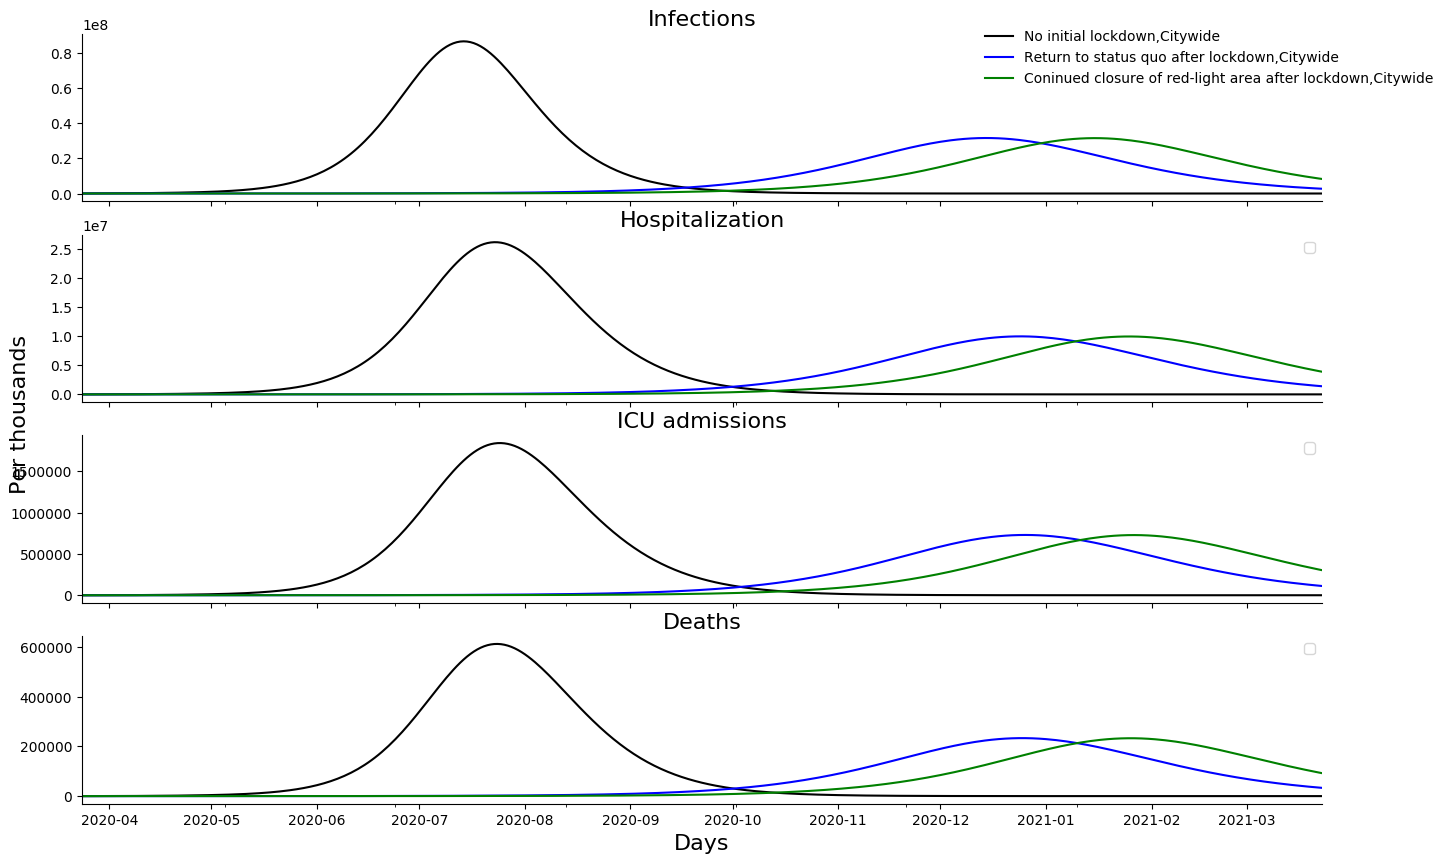 Infections
1e8
0.8
0.6
0.4
0.2
0.0
No initial lockdown,Citywide
Return to status quo after lockdown,Citywide
Coninued closure of red-light area after lockdown,Citywide
Hospitalization
1e7
2.5
2.0
1.5
1.0
0.5
0.0
Per thousands
ICU admissions
1500000
1000000
500000
0
Deaths
600000
400000
200000
0
2020-04 2020-05 2020-06 2020-07 2020-08 2020-09 2020-10 2020-11 2020-12 2021-01 2021-02 2021-03
Days